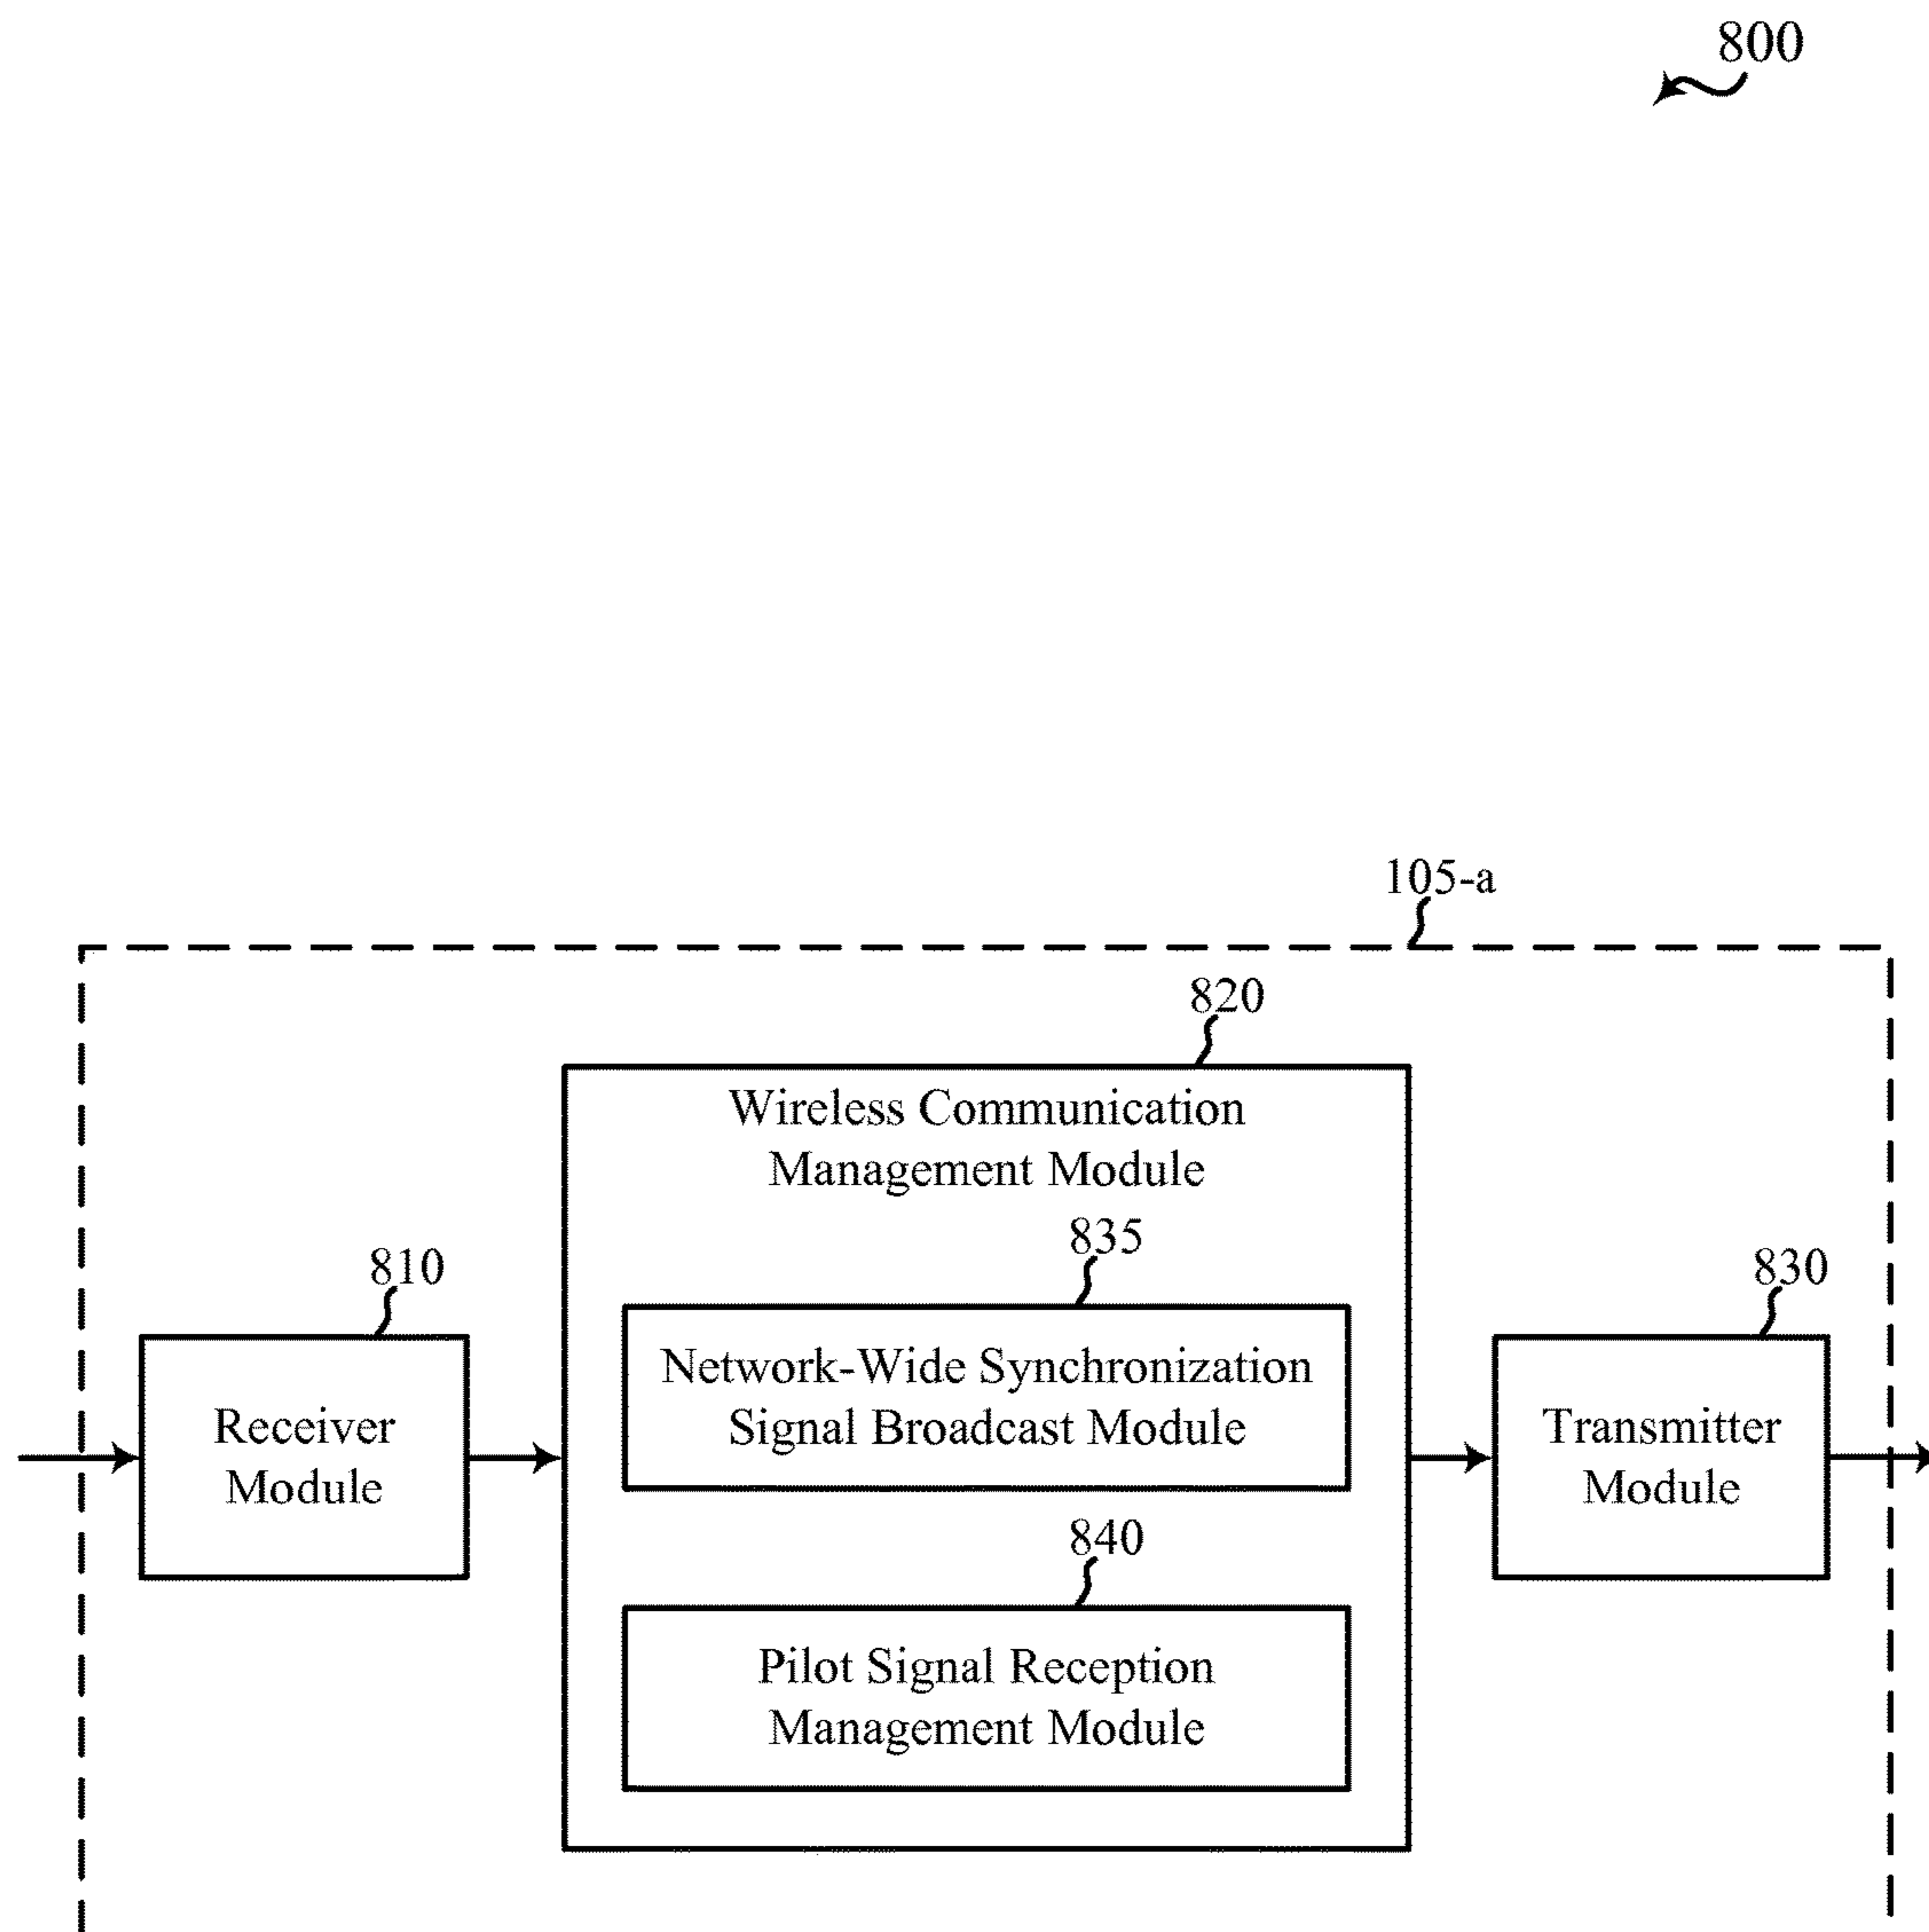 800
105-a
820
Wireless Communication
Management Module
835
810
830
Network-Wide Synchronization
Signal Broadcast Module
Receiver
Module
Transmitter
Module
840
Pilot Signal Reception
Management Module